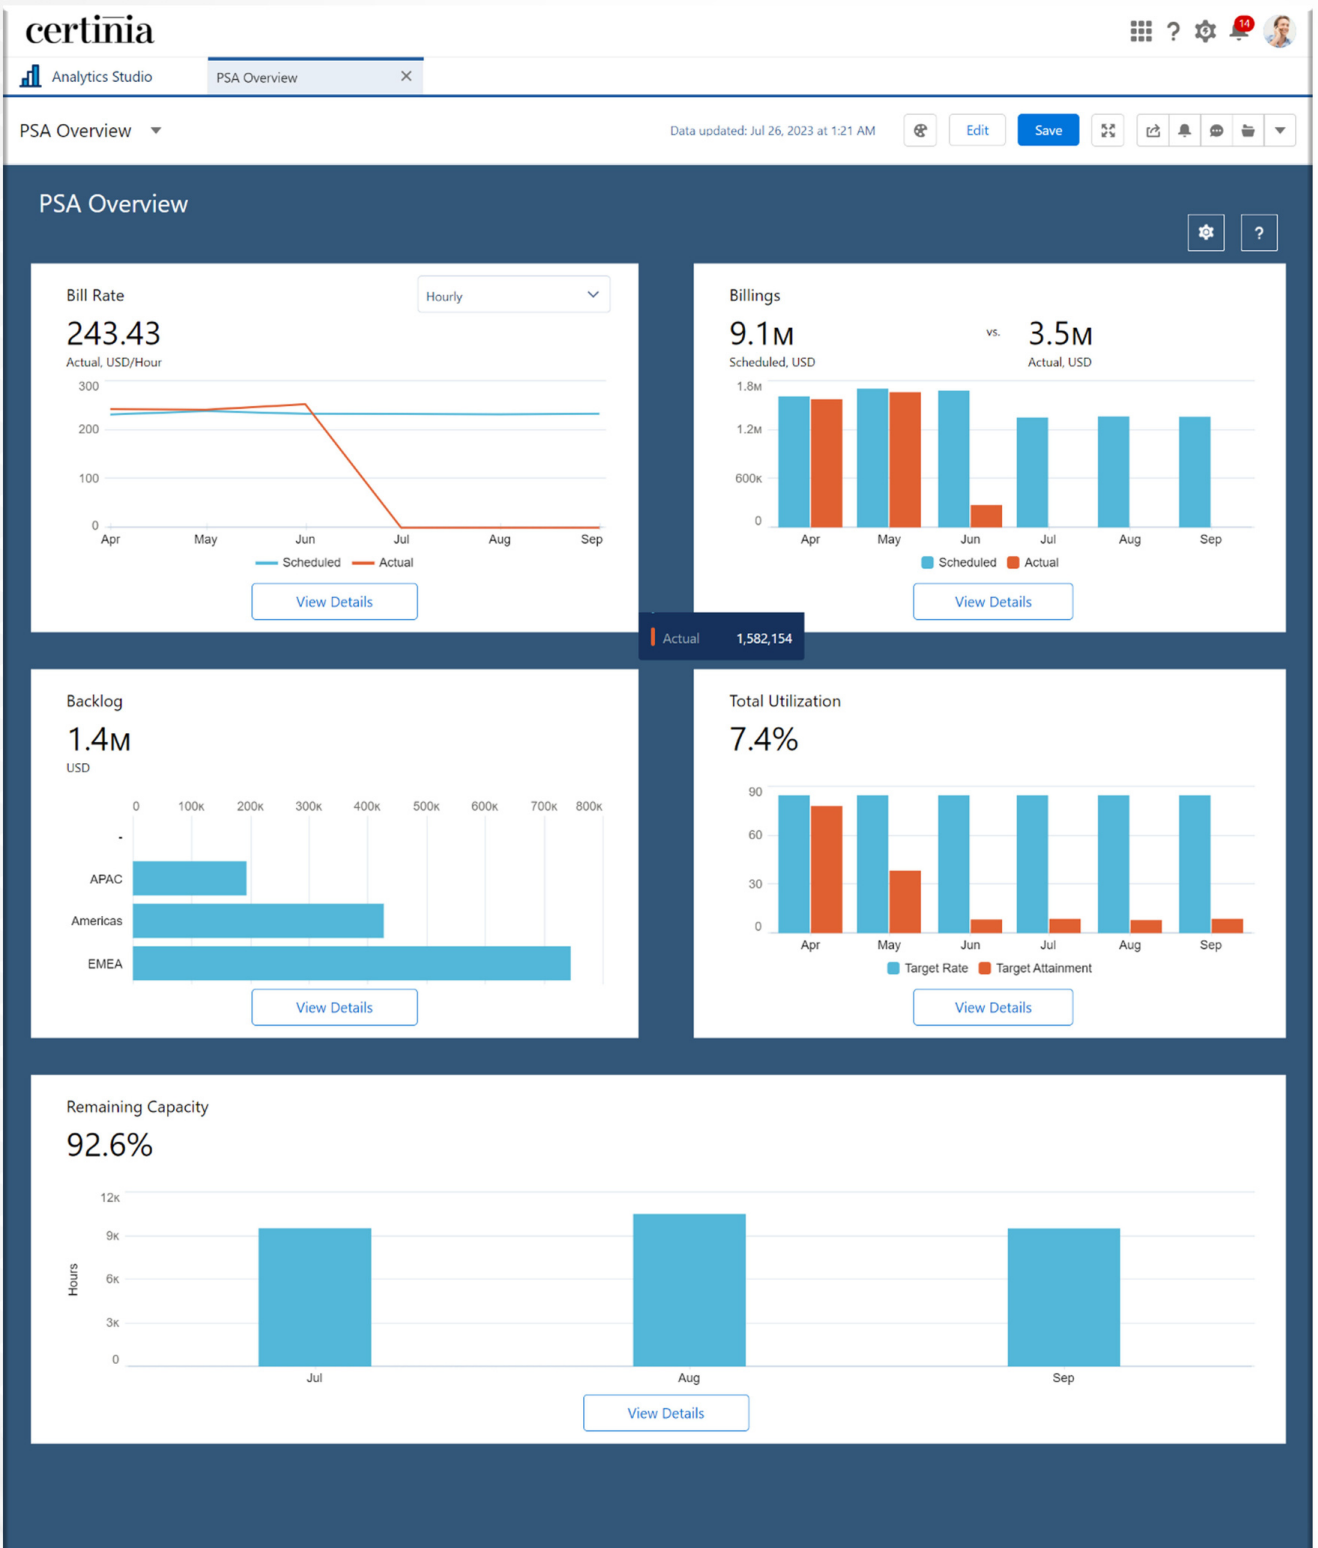 certinia
14
Analytics Studio
PSA Overview
PSA Overview
Data updated: Jul 26, 2023 at 1:21 AM
Edit
Save
PSA Overview
?
Bill Rate
Hourly
243.43
Actual, USD/Hour
300
200
100
0
Apr May Jun Jul Aug Sep
Scheduled Actual
View Details
Billings
9.1M vs. 3.5M
Scheduled, USD Actual, USD
1.8M
1.2M
600K
0
Apr May Jun Jul Aug Sep
Scheduled Actual
View Details
Actual 1,582,154
Backlog
1.4M
USD
0 100K 200K 300K 400K 500K 600K 700K 800K
-
APAC
Americas
EMEA
View Details
Total Utilization
7.4%
90
60
30
0
Apr May Jun Jul Aug Sep
Target Rate Target Attainment
View Details
Remaining Capacity
92.6%
Hours
12K
9K
6K
3K
0
Jul Aug Sep
View Details